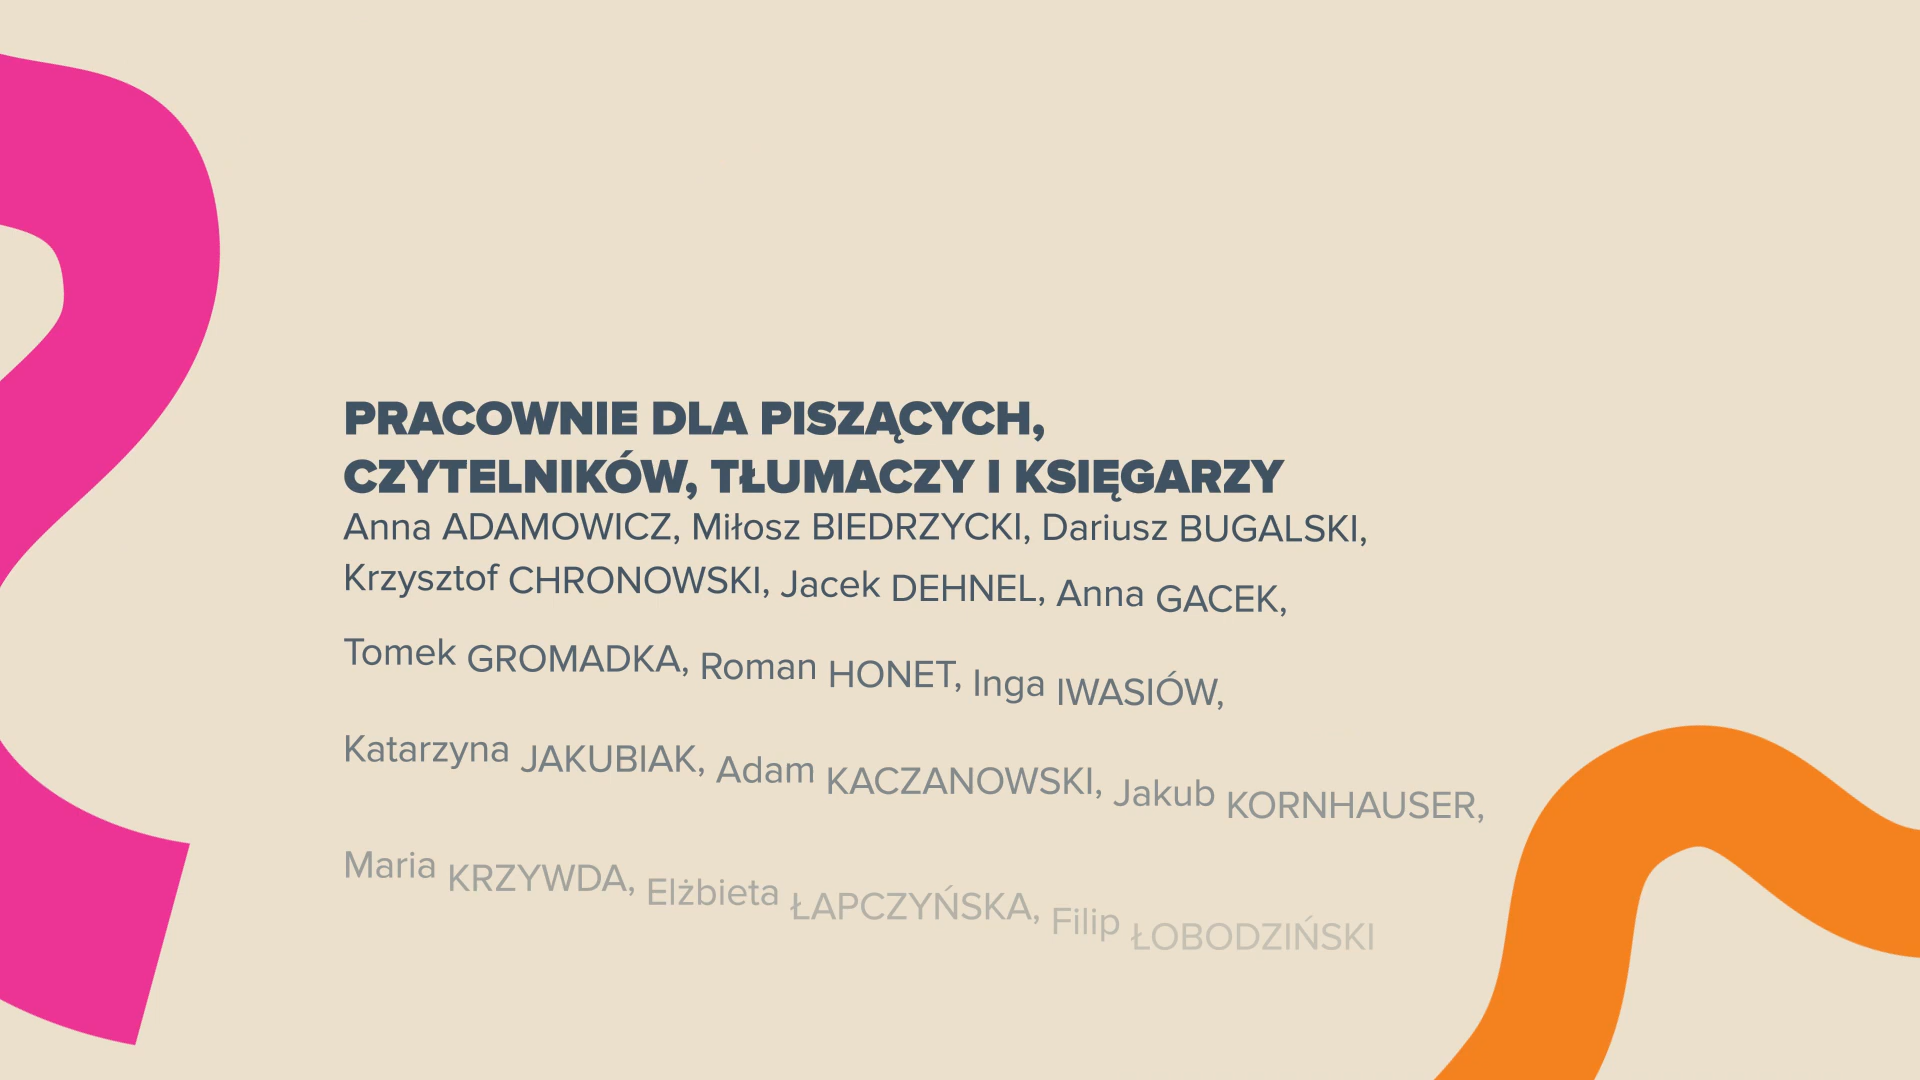 PRACOWNIE DLA PISZĄCYCH,
CZYTELNIKÓW, TŁUMACZY I KSIĘGARZY
Anna ADAMOWICZ, Miłosz BIEDRZYCKI, Dariusz BUGALSKI,
Krzysztof CHRONOWSKI, Jacek DEHNEL, Anna GACEK,
Tomek GROMADKA, Roman HONET, Inga IWASIÓW,
Katarzyna JAKUBIAK, Adam KACZANOWSKI, Jakub KORNHAUSER,
Maria KRZYWDA, Elżbieta ŁAPCZYŃSKA, Filip ŁOBODZIŃSKI